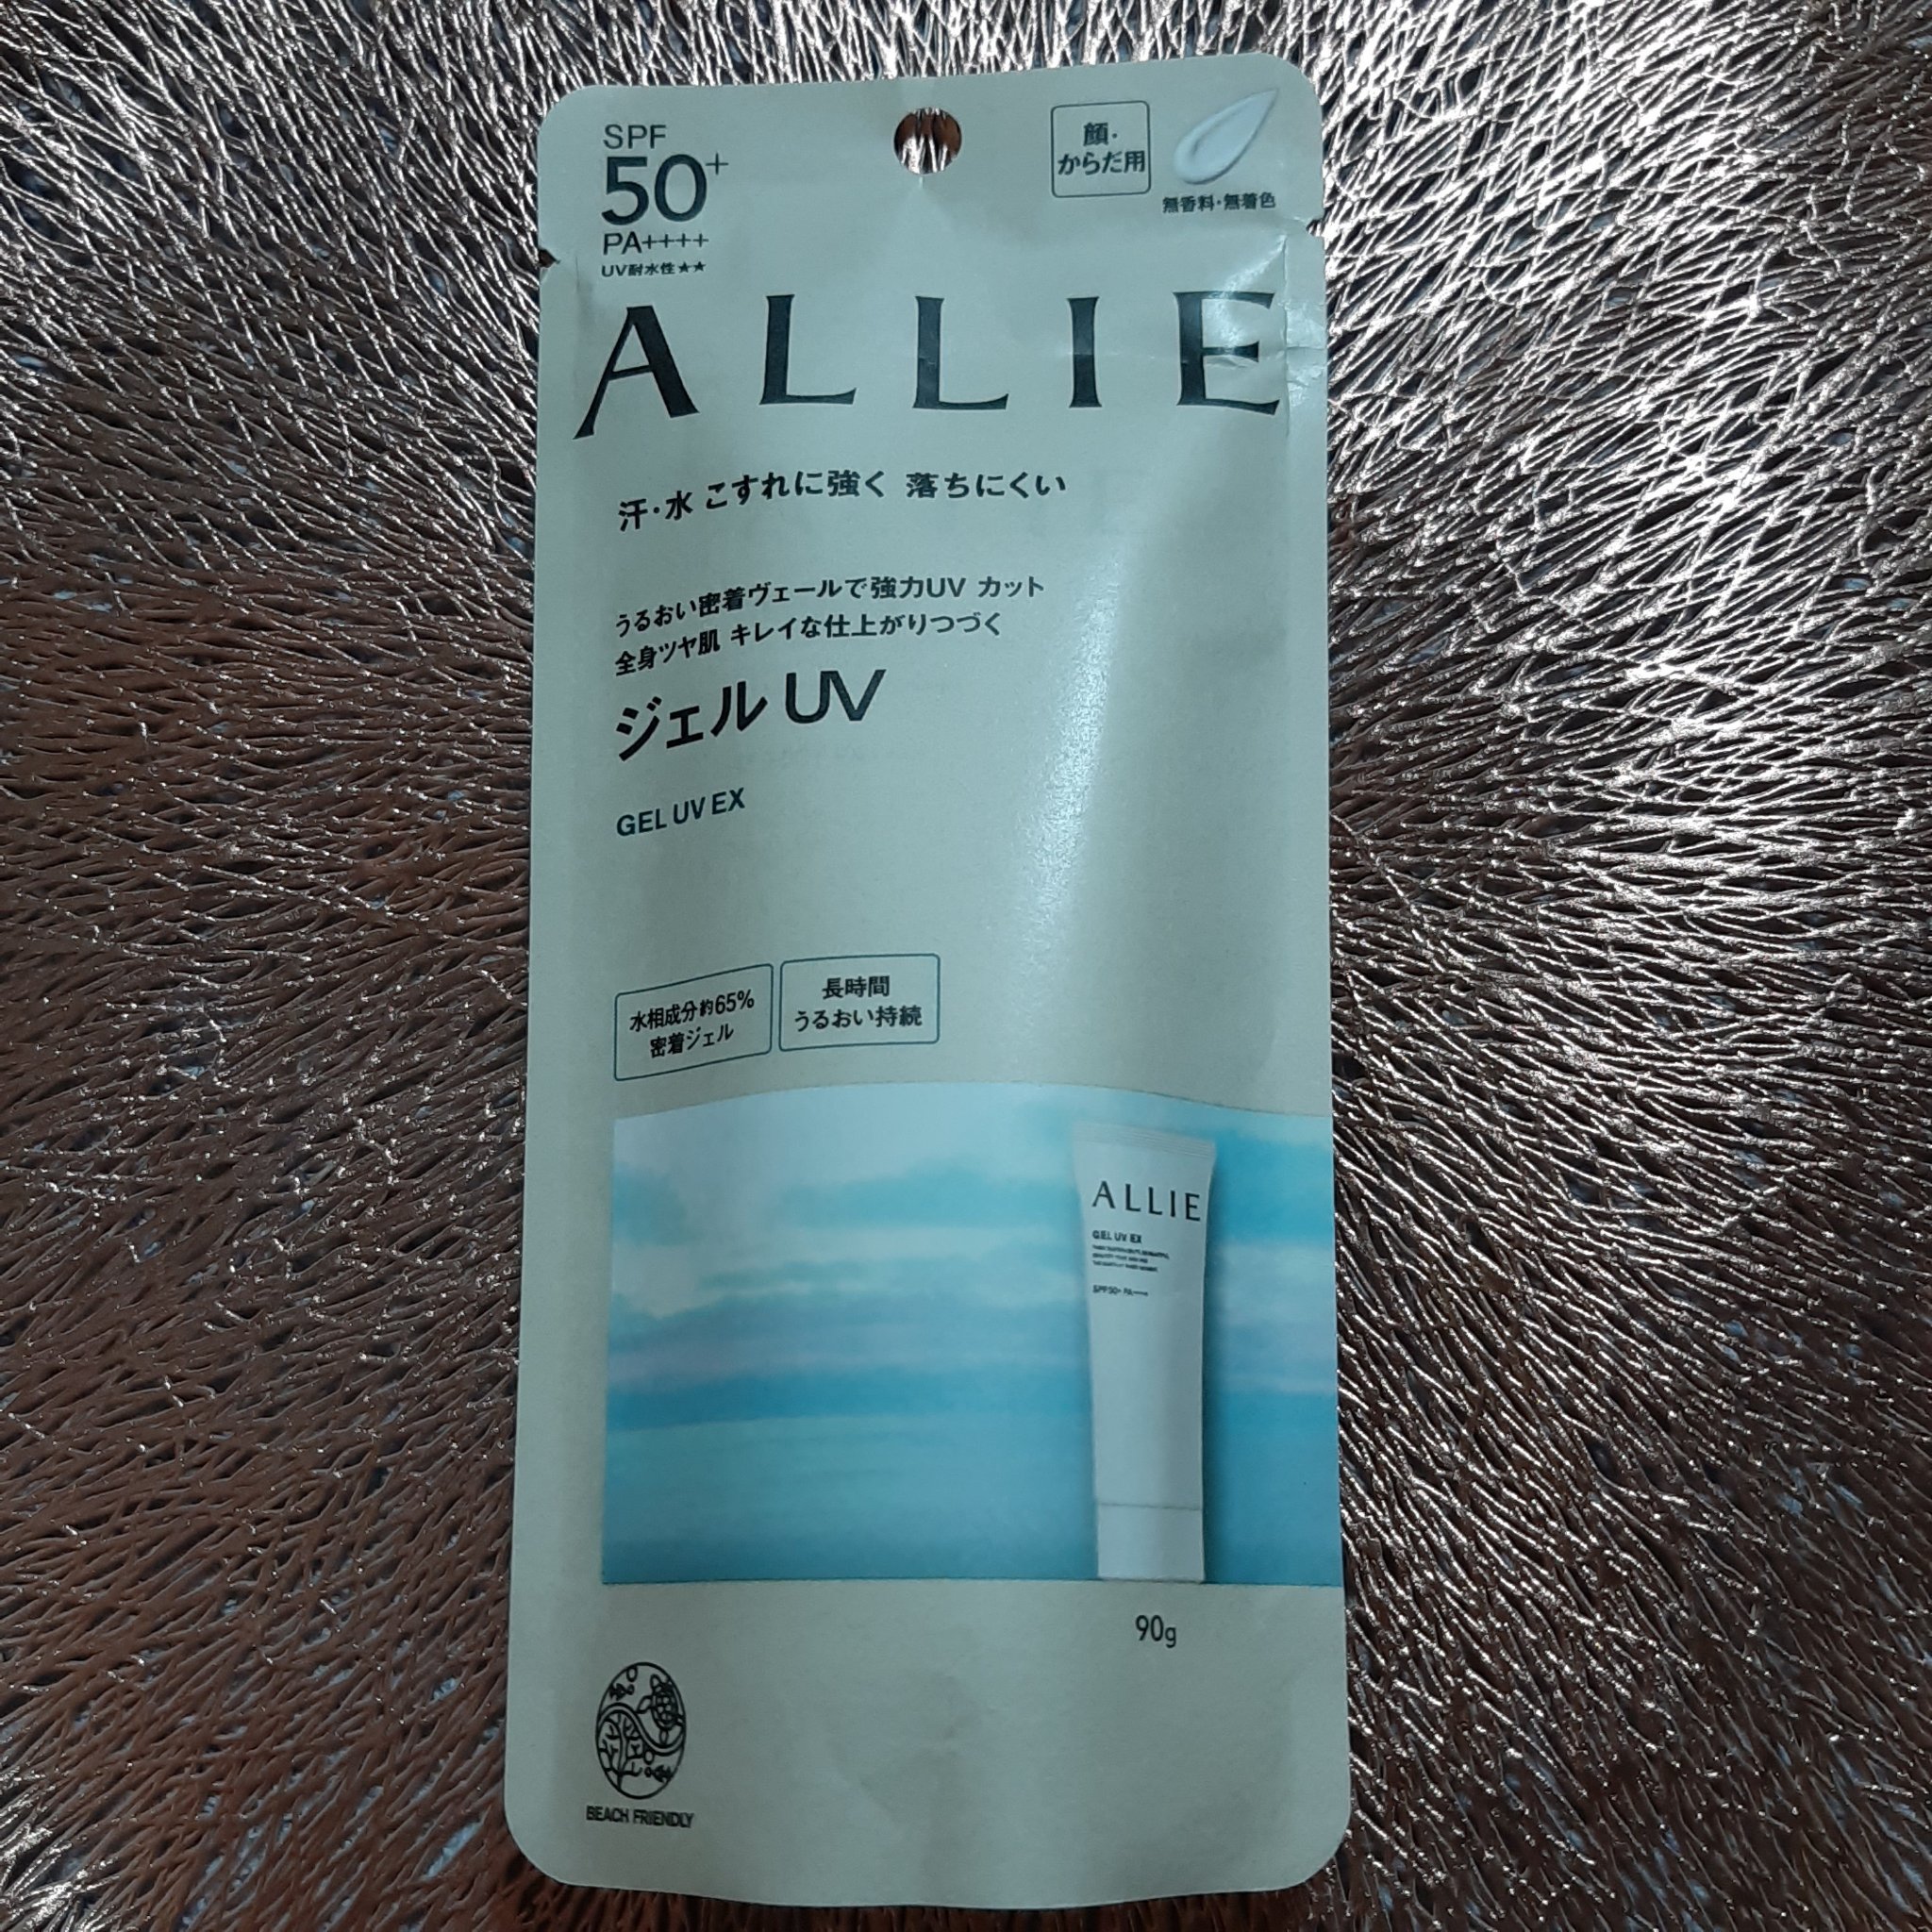 SPF
50+
PA++++
UV耐水性★★
顔・
からだ用
無香料・無着色
ALLIE
汗・水 こすれに強く 落ちにくい
うるおい密着ヴェールで強力UV カット
全身ツヤ肌 キレイな仕上がりつづく
ジェル UV
GEL UV EX
水相成分約65%
密着ジェル
長時間
うるおい持続
ALLIE
GEL UV EX
SPF50+ PA++++
90g
BEACH FRIENDLY